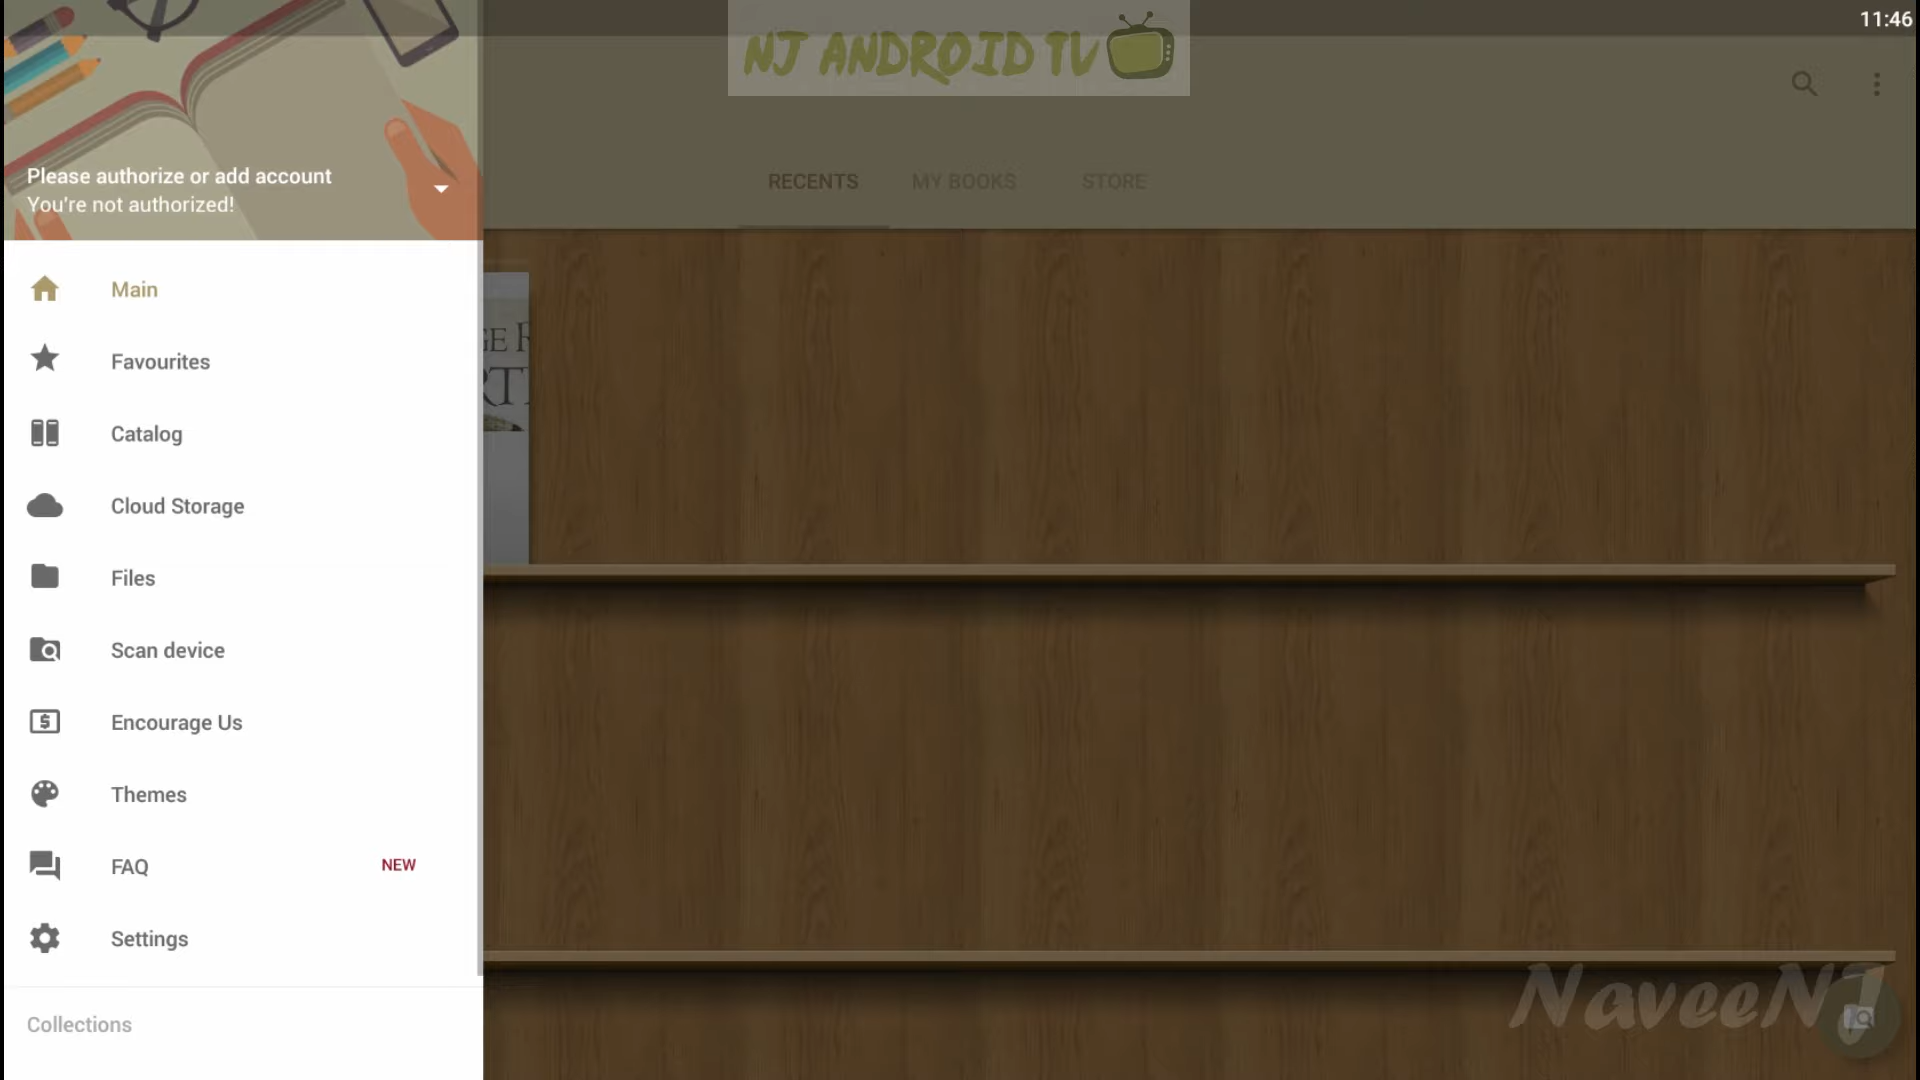 11:46
NJ ANDROID TV
Please authorize or add account
You're not authorized!
RECENTS
MY BOOKS
STORE
Main
Favourites
Catalog
Cloud Storage
Files
Scan device
Encourage Us
Themes
FAQ
NEW
Settings
Collections
NaveeNJ